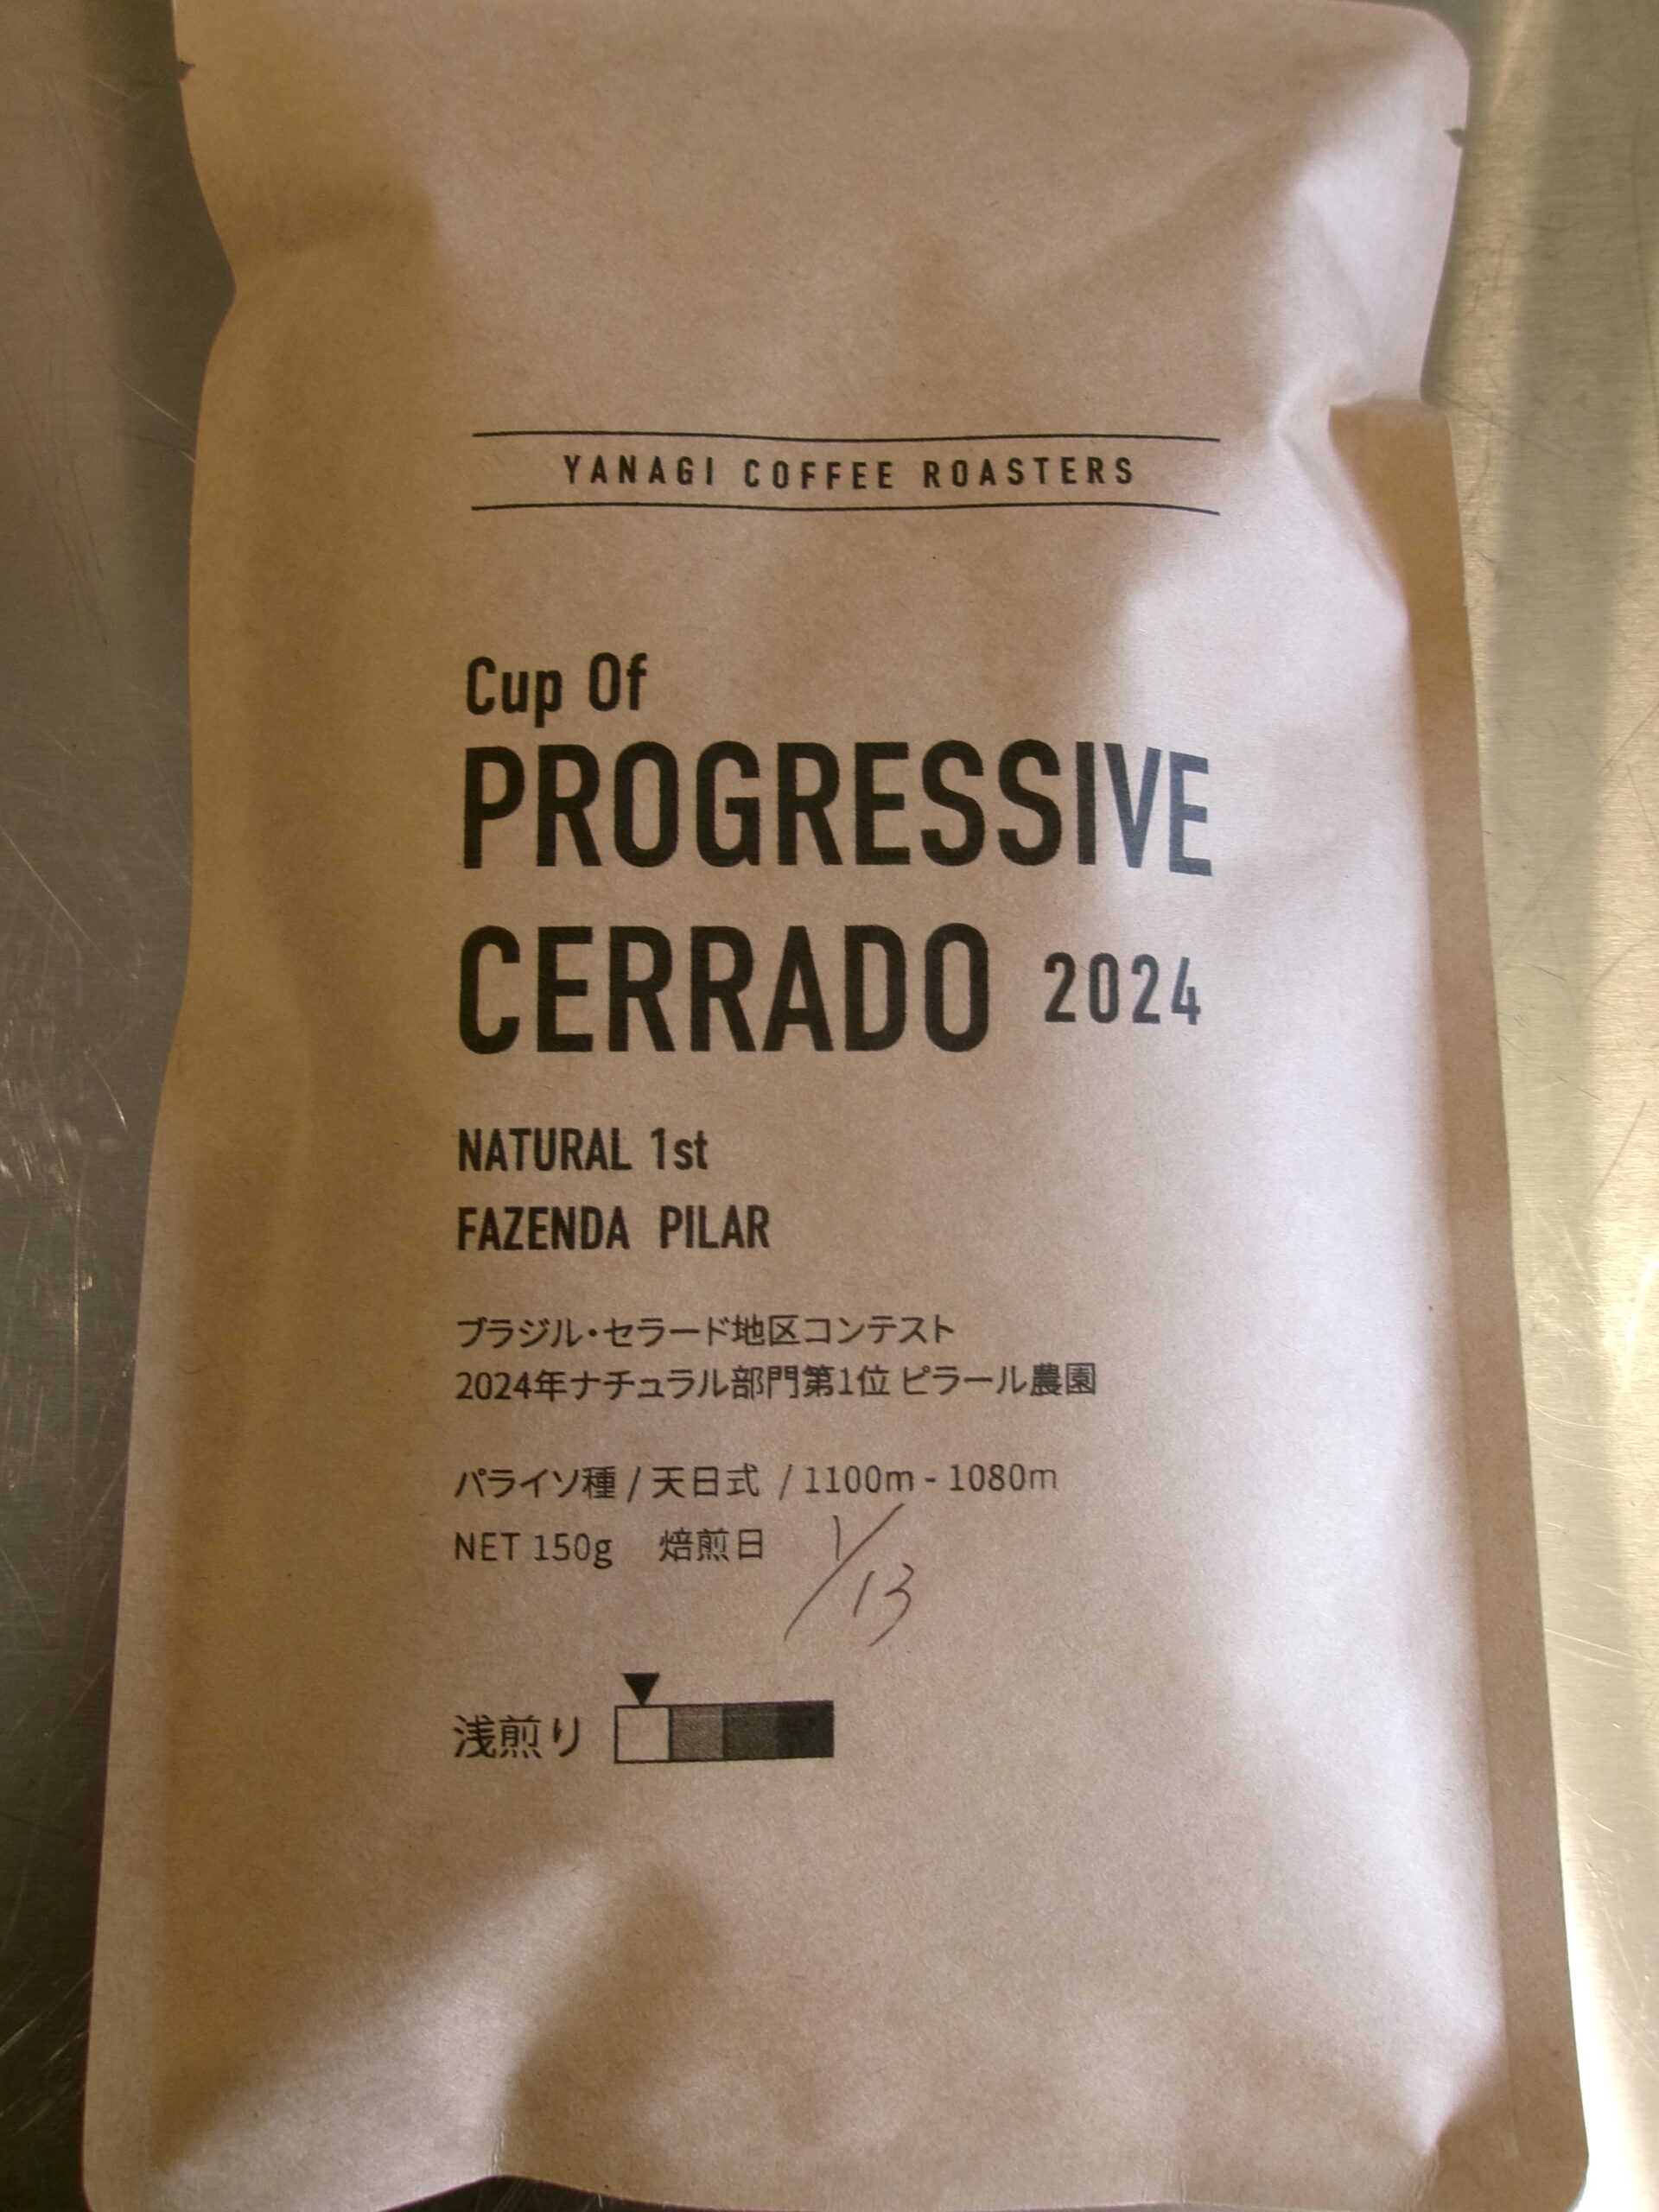 YANAGI COFFEE ROASTERS
Cup Of
PROGRESSIVE
CERRADO 2024
NATURAL 1st
FAZENDA PILAR
ブラジル・セラード地区コンテスト
2024年ナチュラル部門第1位 ピラール農園
パライソ種 / 天日式 / 1100m - 1080m
NET 150g 焙煎日 1/13
浅煎り